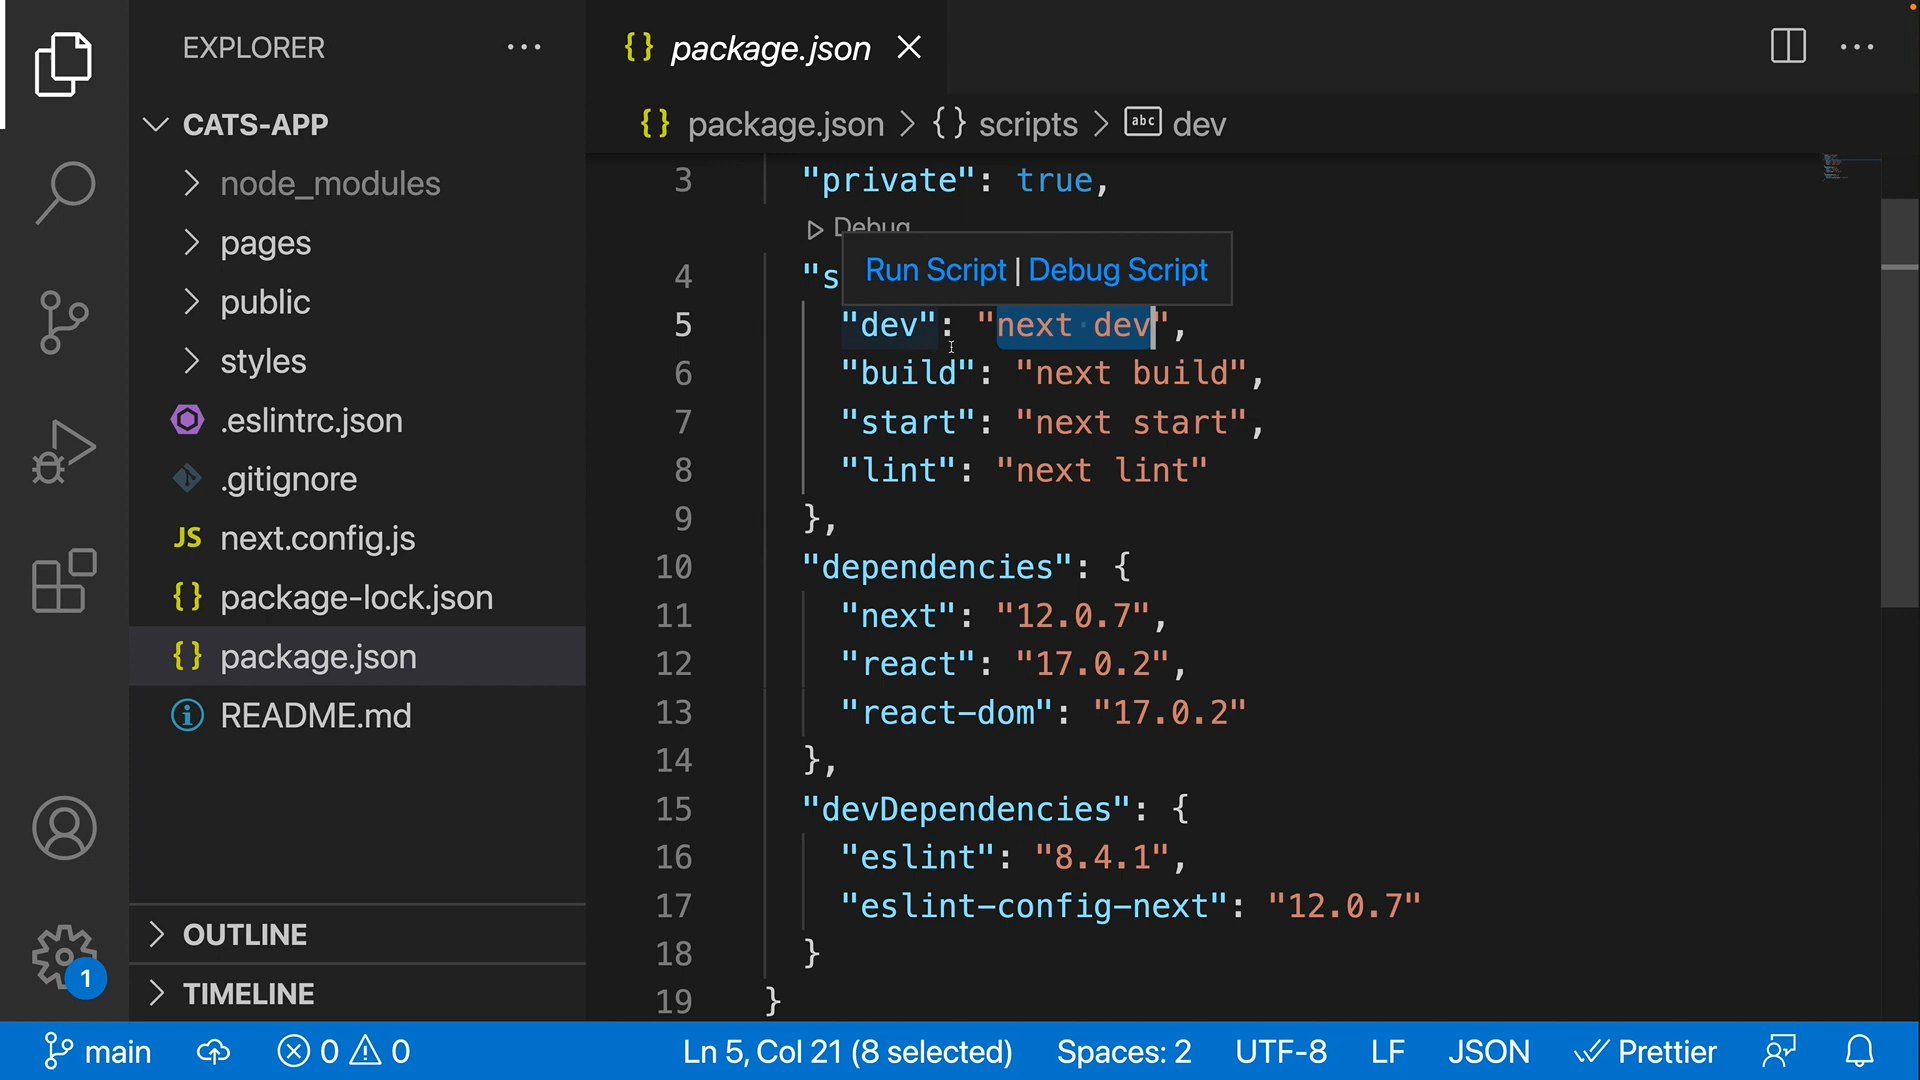 EXPLORER
CATS-APP
node_modules
pages
public
styles
.eslintrc.json
.gitignore
JS next.config.js
{} package-lock.json
{} package.json
README.md
OUTLINE
TIMELINE
1
{} package.json
{} package.json > {} scripts > abc dev
3 "private": true,
Debug
Run Script | Debug Script
4 "s
5 "dev": "next dev",
6 "build": "next build",
7 "start": "next start",
8 "lint": "next lint"
9 },
10 "dependencies": {
11 "next": "12.0.7",
12 "react": "17.0.2",
13 "react-dom": "17.0.2"
14 },
15 "devDependencies": {
16 "eslint": "8.4.1",
17 "eslint-config-next": "12.0.7"
18 }
19 }
main 0 0 Ln 5, Col 21 (8 selected) Spaces: 2 UTF-8 LF JSON Prettier